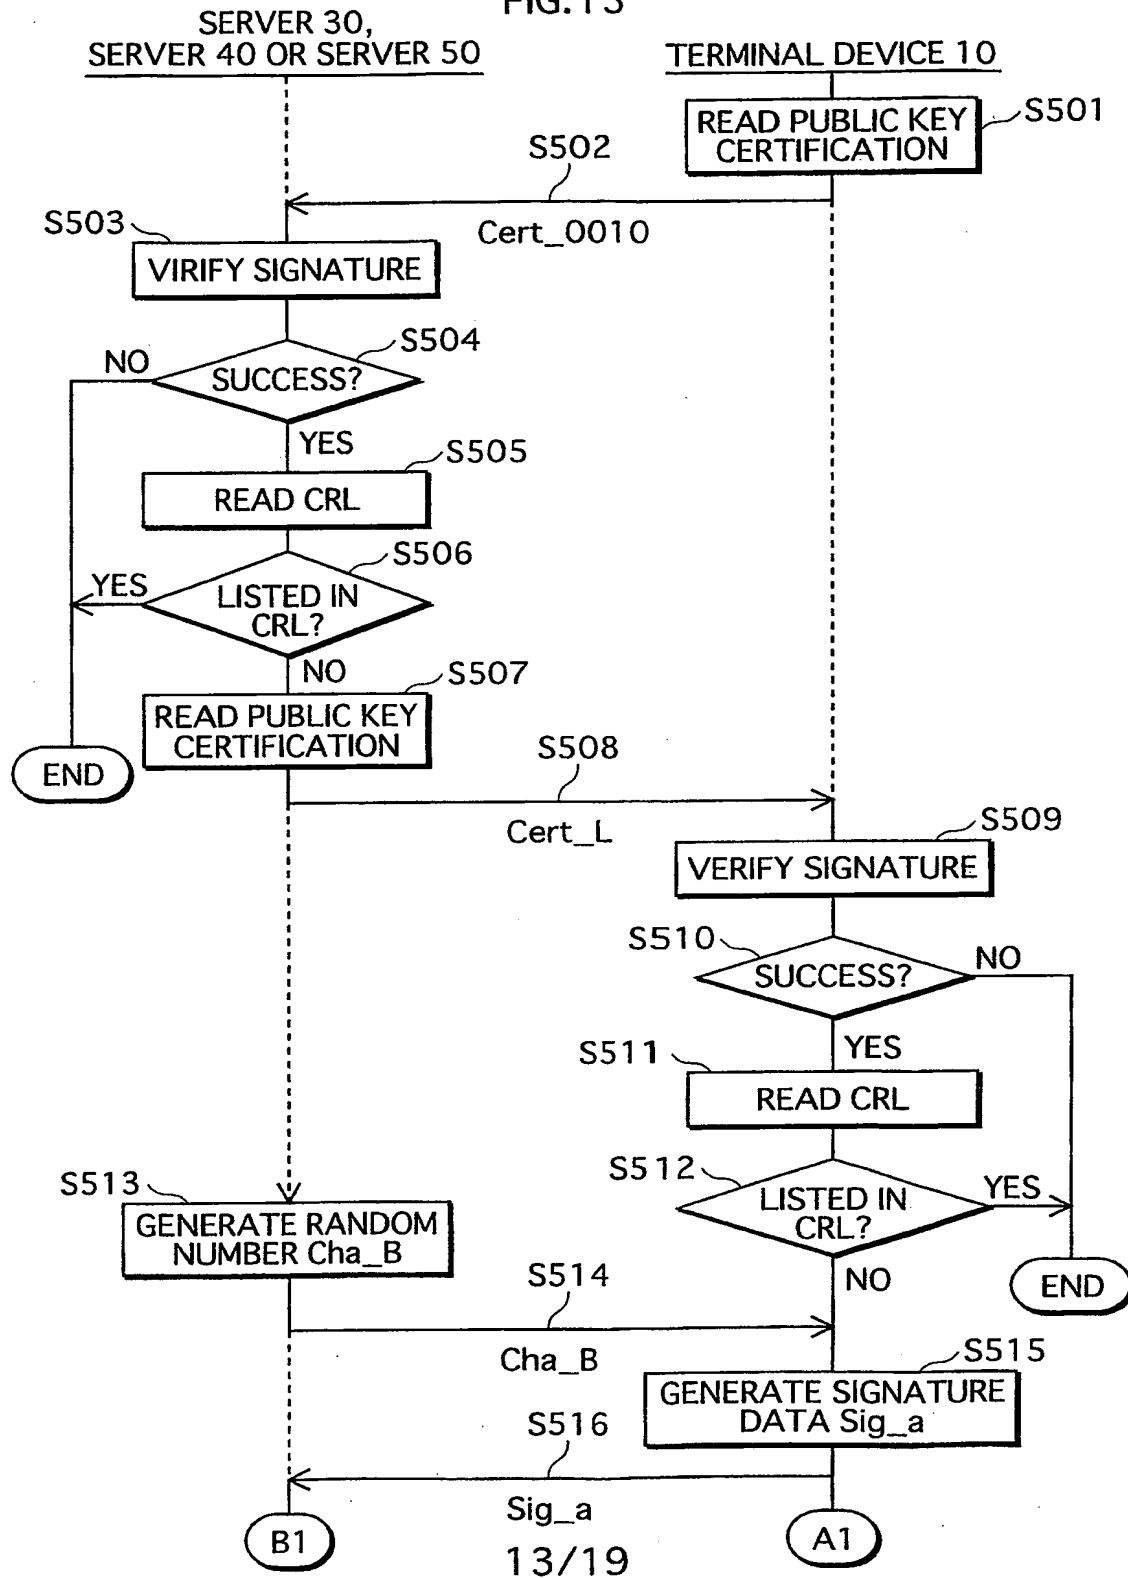 FIG.13
SERVER 30,
SERVER 40 OR SERVER 50
TERMINAL DEVICE 10
READ PUBLIC KEY
CERTIFICATION
S501
S502
Cert_0010
S503
VIRIFY SIGNATURE
S504
NO
SUCCESS?
YES
S505
READ CRL
S506
YES
LISTED IN
CRL?
NO
S507
READ PUBLIC KEY
CERTIFICATION
END
S508
Cert_L
S509
VERIFY SIGNATURE
S510
SUCCESS?
NO
YES
S511
READ CRL
S512
LISTED IN
CRL?
YES
NO
END
S513
GENERATE RANDOM
NUMBER Cha_B
S514
Cha_B
S515
GENERATE SIGNATURE
DATA Sig_a
S516
Sig_a
B1
A1
13/19